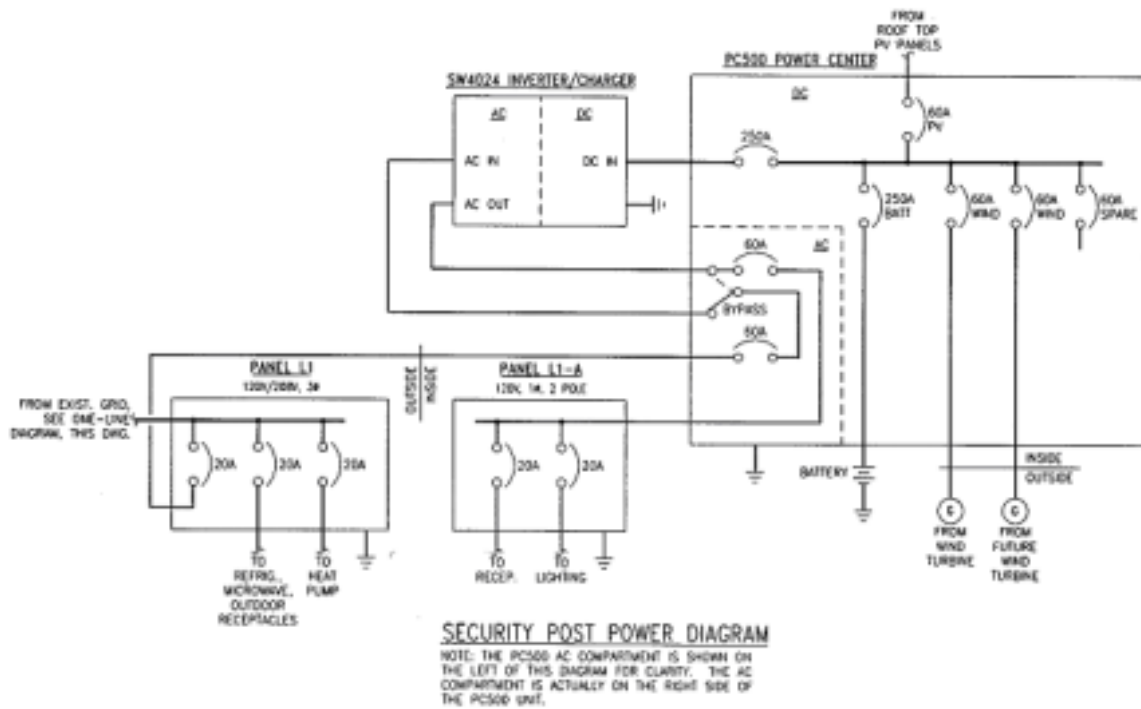 FROM
ROOF TOP
PV PANELS
PC500 POWER CENTER
SW4024 INVERTER/CHARGER
AC
DC
DC
60A
PV
250A
AC IN
DC IN
AC OUT
250A
BATT
60A
WIND
60A
WIND
60A
SPARE
AC
60A
BYPASS
60A
OUTSIDE
INSIDE
PANEL L1
120V/208V, 3Ø
PANEL L1-A
120V, 1Ø, 2 POLE
FROM EXIST. GRID,
SEE ONE-LINE
DIAGRAM, THIS DWG.
20A
20A
20A
20A
20A
BATTERY
INSIDE
OUTSIDE
G
G
FROM
WIND
TURBINE
FROM
FUTURE
WIND
TURBINE
TO
REFRIG.,
MICROWAVE,
OUTDOOR
RECEPTACLES
TO
HEAT
PUMP
TO
RECEP.
TO
LIGHTING
SECURITY POST POWER DIAGRAM
NOTE: THE PC500 AC COMPARTMENT IS SHOWN ON
THE LEFT OF THIS DIAGRAM FOR CLARITY. THE AC
COMPARTMENT IS ACTUALLY ON THE RIGHT SIDE OF
THE PC500 UNIT.